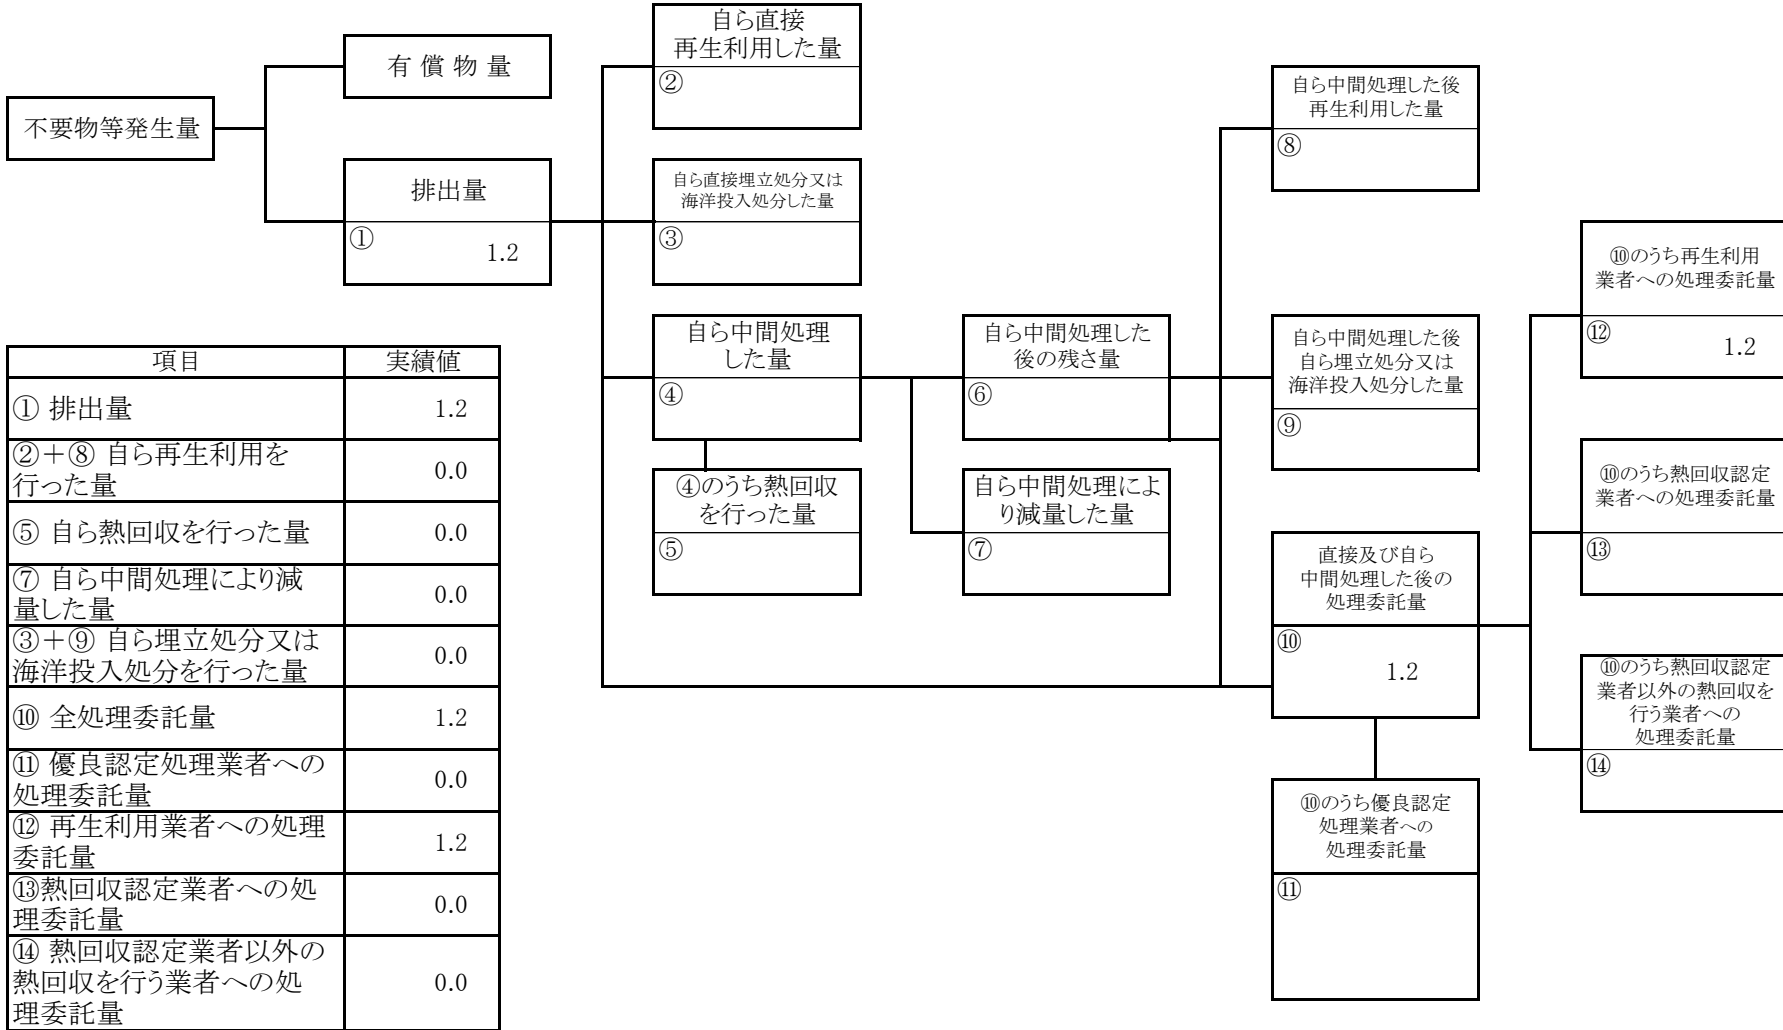 不要物等発生量
有 償 物 量
排出量
①
1.2
自ら直接
再生利用した量
②
自ら直接埋立処分又は
海洋投入処分した量
③
自ら中間処理
した量
④
④のうち熱回収
を行った量
⑤
自ら中間処理した
後の残さ量
⑥
自ら中間処理によ
り減量した量
⑦
自ら中間処理した後
再生利用した量
⑧
自ら中間処理した後
自ら埋立処分又は
海洋投入処分した量
⑨
直接及び自ら
中間処理した後の
処理委託量
⑩
1.2
⑩のうち優良認定
処理業者への
処理委託量
⑪
⑩のうち再生利用
業者への処理委託量
⑫
1.2
⑩のうち熱回収認定
業者への処理委託量
⑬
⑩のうち熱回収認定
業者以外の熱回収を
行う業者への
処理委託量
⑭
項目 実績値
① 排出量 1.2
②+⑧ 自ら再生利用を
行った量 0.0
⑤ 自ら熱回収を行った量 0.0
⑦ 自ら中間処理により減
量した量 0.0
③+⑨ 自ら埋立処分又は
海洋投入処分を行った量 0.0
⑩ 全処理委託量 1.2
⑪ 優良認定処理業者への
処理委託量 0.0
⑫ 再生利用業者への処理
委託量 1.2
⑬熱回収認定業者への処
理委託量 0.0
⑭ 熱回収認定業者以外の
熱回収を行う業者への処
理委託量 0.0